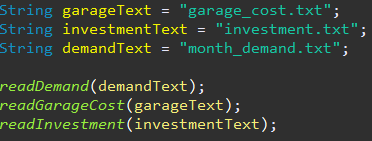 String garageText = "garage_cost.txt";
String investmentText = "investment.txt";
String demandText = "month_demand.txt";
readDemand(demandText);
readGarageCost(garageText);
readInvestment(investmentText);